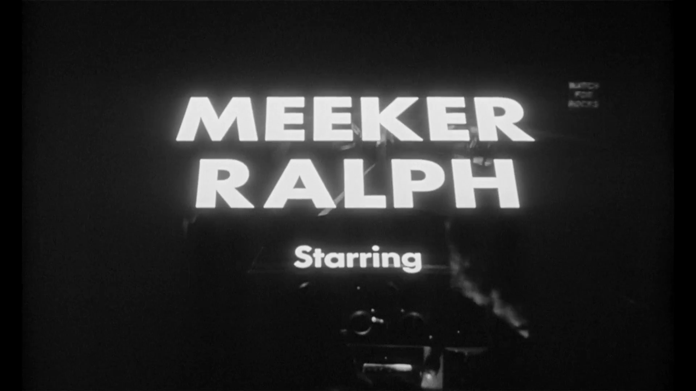 MEEKER
RALPH
Starring
WATCH
FOR
ROCKS